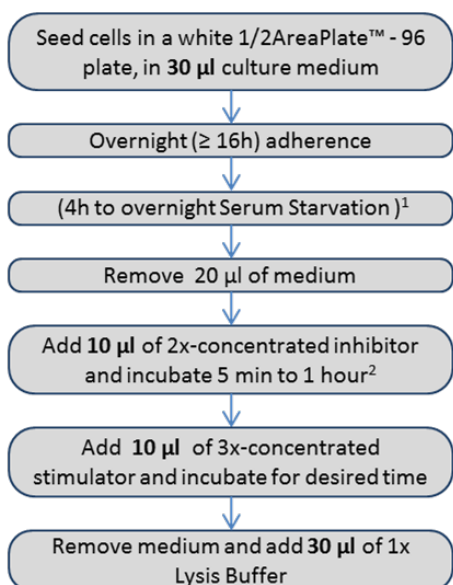 Seed cells in a white 1/2AreaPlate™ - 96
plate, in 30 µl culture medium
Overnight (≥ 16h) adherence
(4h to overnight Serum Starvation )1
Remove 20 µl of medium
Add 10 µl of 2x-concentrated inhibitor
and incubate 5 min to 1 hour2
Add 10 µl of 3x-concentrated
stimulator and incubate for desired time
Remove medium and add 30 µl of 1x
Lysis Buffer